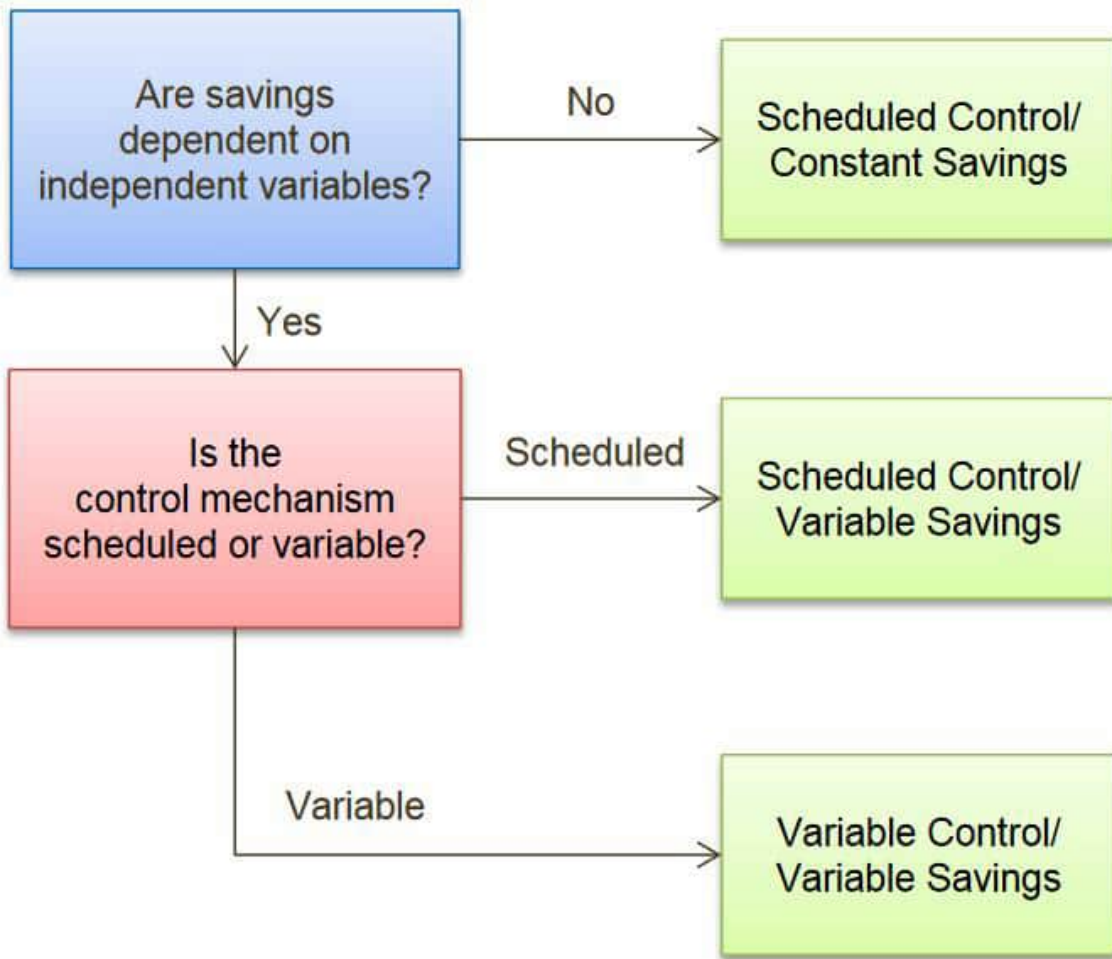 Are savings
dependent on
independent variables?
No
Scheduled Control/
Constant Savings
Yes
Is the
control mechanism
scheduled or variable?
Scheduled
Scheduled Control/
Variable Savings
Variable
Variable Control/
Variable Savings